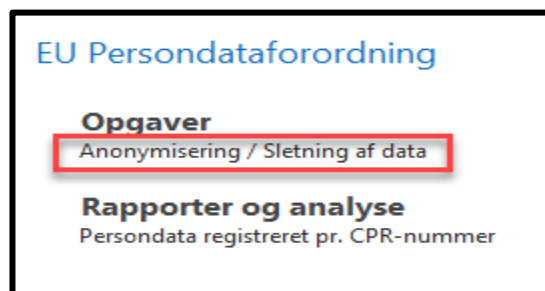 EU Persondataforordning
Opgaver
Anonymisering / Sletning af data
Rapporter og analyse
Persondata registreret pr. CPR-nummer